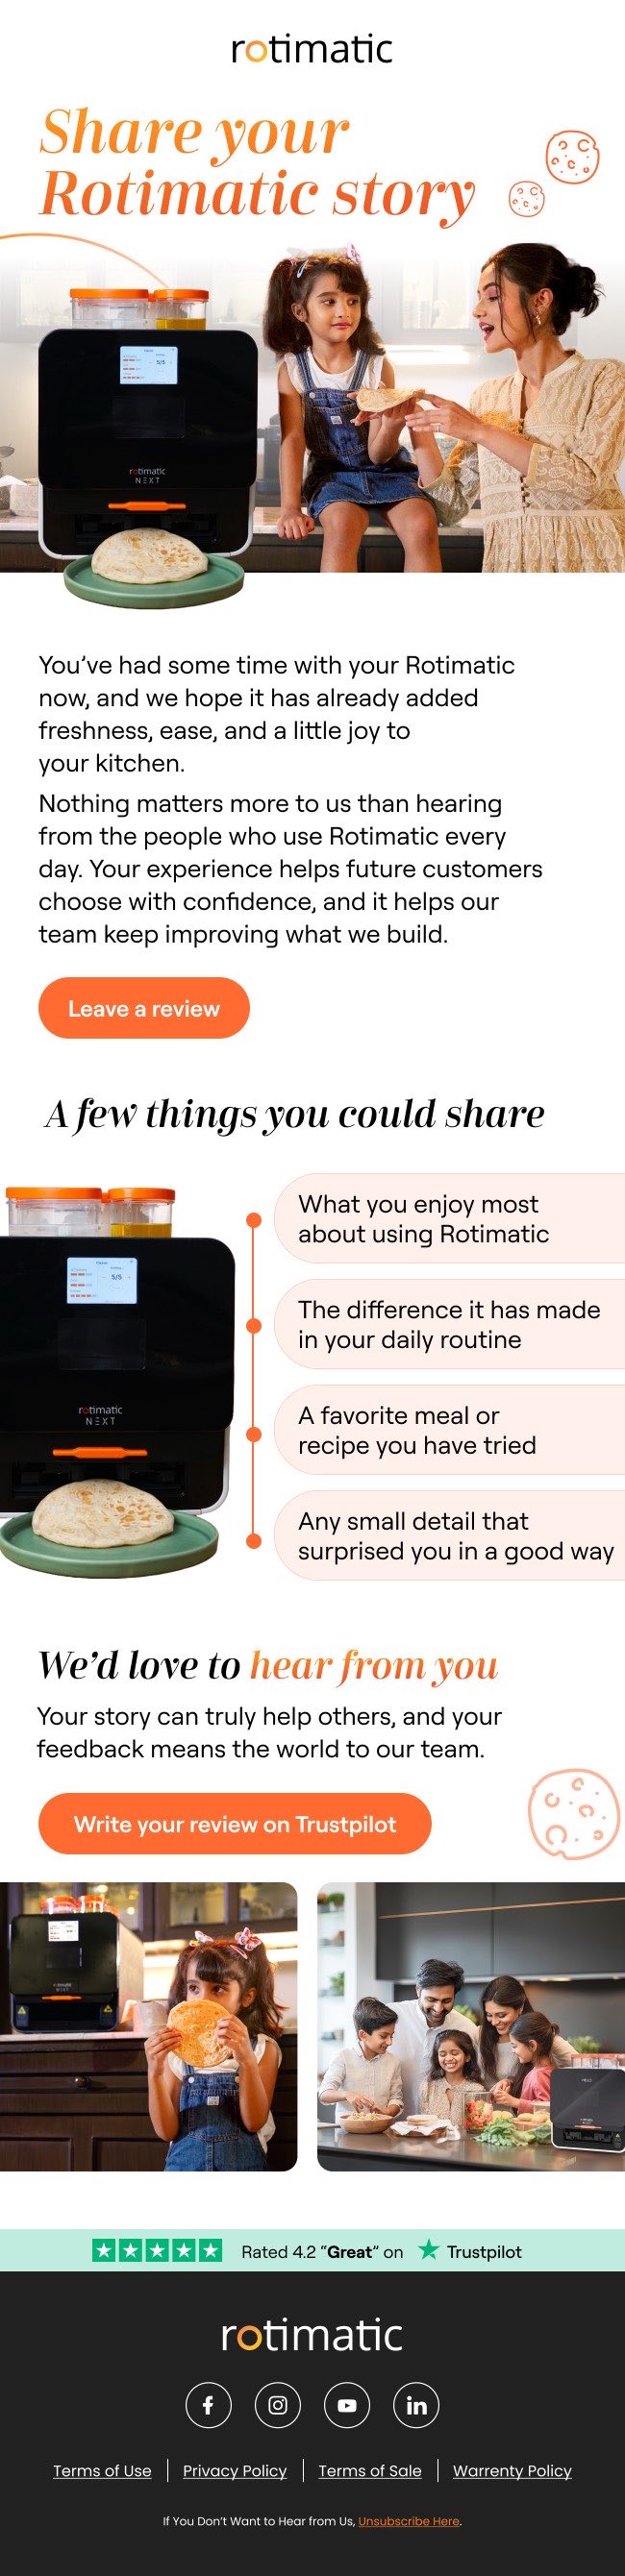 rotimatic
Share your
Rotimatic story
rotimatic
NEXT
You’ve had some time with your Rotimatic
now, and we hope it has already added
freshness, ease, and a little joy to
your kitchen.
Nothing matters more to us than hearing
from the people who use Rotimatic every
day. Your experience helps future customers
choose with confidence, and it helps our
team keep improving what we build.
Leave a review
A few things you could share
5/5
rotimatic
NEXT
What you enjoy most
about using Rotimatic
The difference it has made
in your daily routine
A favorite meal or
recipe you have tried
Any small detail that
surprised you in a good way
We’d love to hear from you
Your story can truly help others, and your
feedback means the world to our team.
Write your review on Trustpilot
Rated 4.2 “Great” on Trustpilot
rotimatic
Terms of Use | Privacy Policy | Terms of Sale | Warrenty Policy
If You Don’t Want to Hear from Us, Unsubscribe Here.